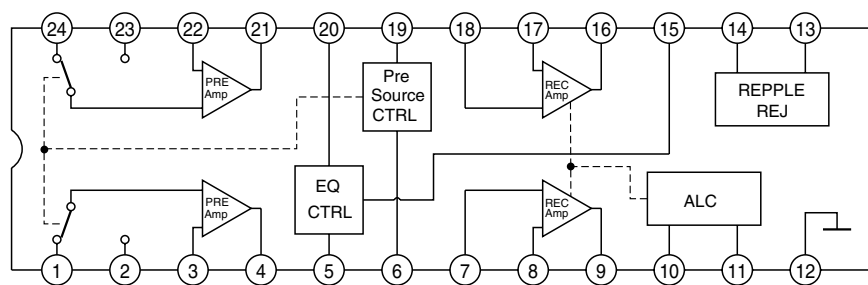 24 23 22 21 20 19 18 17 16 15 14 13
PRE
Amp
Pre
Source
CTRL
REC
Amp
REPPLE
REJ
EQ
CTRL
PRE
Amp
REC
Amp
ALC
1 2 3 4 5 6 7 8 9 10 11 12